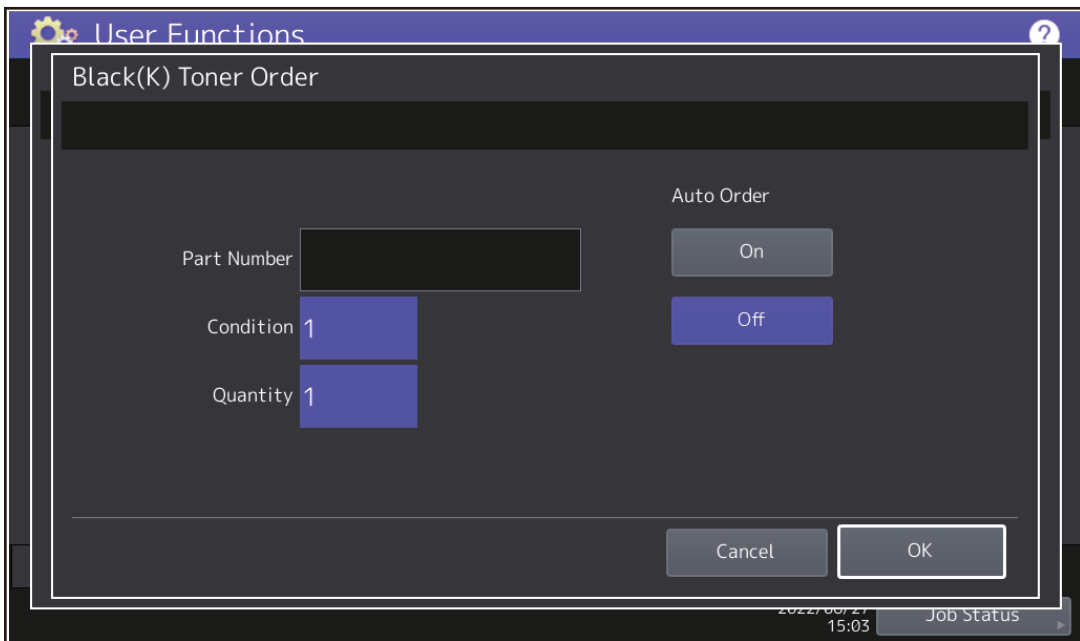 User Functions
?
Black(K) Toner Order
Auto Order
Part Number
On
Condition 1
Off
Quantity 1
Cancel
OK
15:03
Job Status